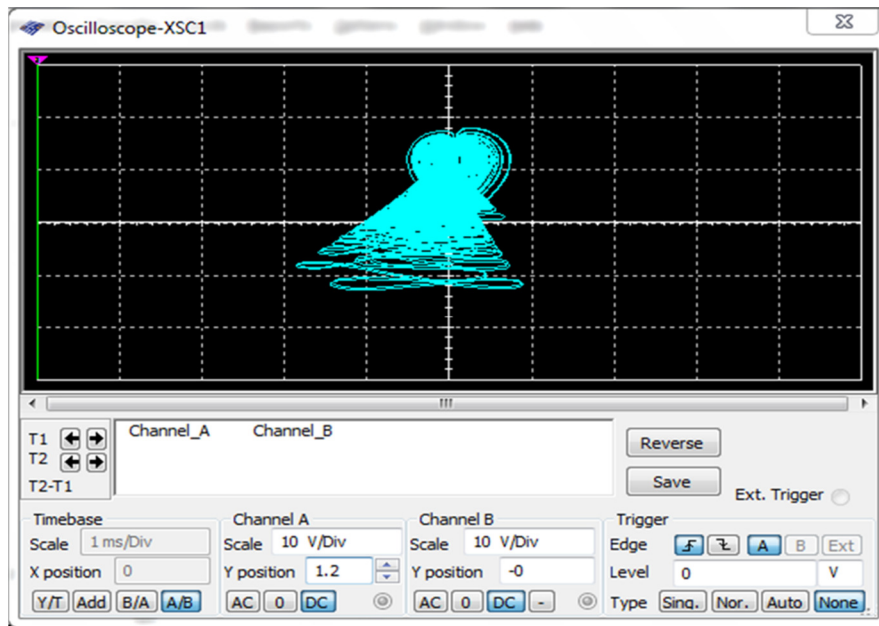 Oscilloscope-XSC1
T1
T2
T2-T1
Channel_A Channel_B
Reverse
Save
Ext. Trigger
Timebase
Scale 1 ms/Div
X position 0
Y/T Add B/A A/B
Channel A
Scale 10 V/Div
Y position 1.2
AC 0 DC
Channel B
Scale 10 V/Div
Y position -0
AC 0 DC -
Trigger
Edge A B Ext
Level 0 V
Type Sing. Nor. Auto None